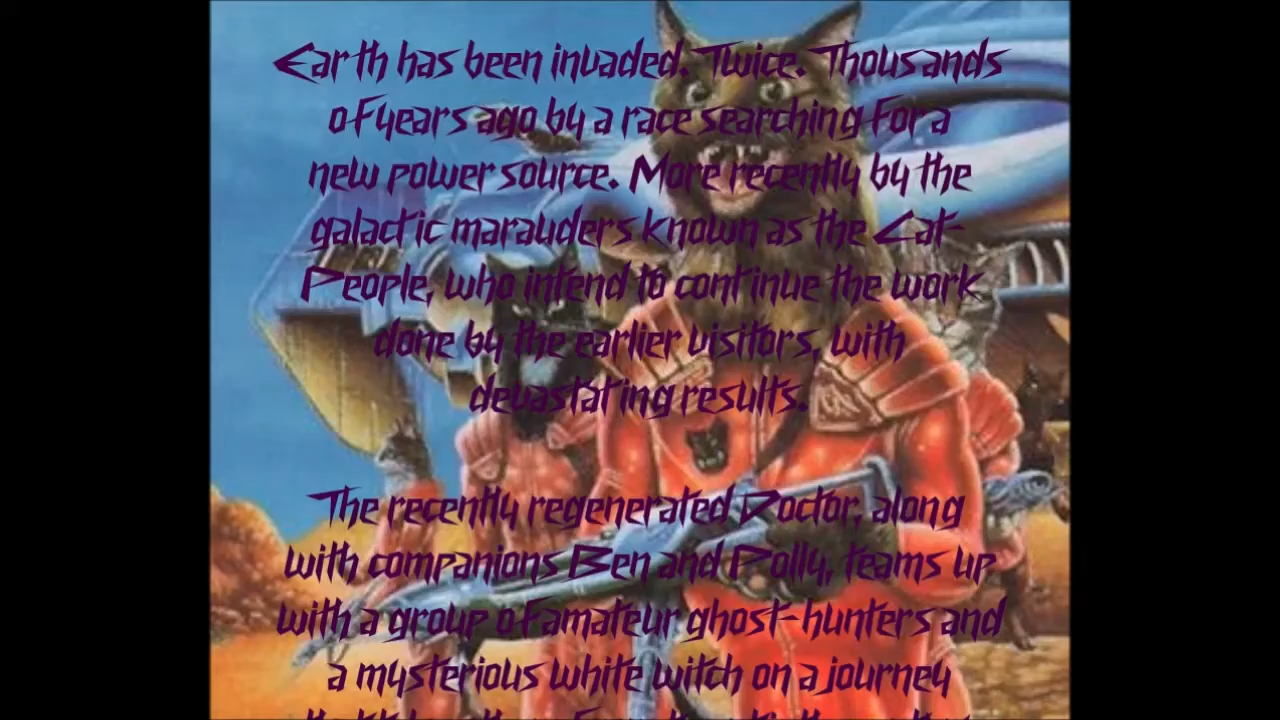 Earth has been invaded. Twice. Thousands
of years ago by a race searching for a
new power source. More recently by the
galactic marauders known as the Cat-
People, who intend to continue the work
done by the earlier visitors, with
devastating results.
The recently regenerated Doctor, along
with companions Ben and Polly, teams up
with a group of amateur ghost-hunters and
a mysterious white witch on a journey